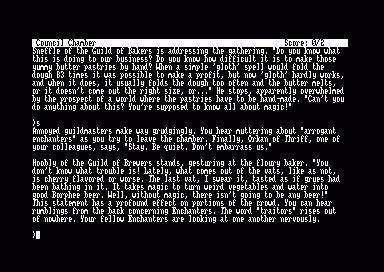 Council Chamber Score: 0/2
Sneffle of the Guild of Bakers is addressing the gathering. "Do you know what
this is doing to our business? Do you know how difficult it is to make those
yummy butter pastries by hand? When a simple 'gloth' spell would fold the
dough 83 times it was possible to make a profit, but now 'gloth' hardly works,
and when it does, it usually folds the dough too often and the butter melts,
or it doesn't come out the right size, or..." He stops, apparently overwhelmed
by the prospect of a world where the pastries have to be hand-made. "Can't you
do anything about this? You're supposed to know all about magic!"
>s
Annoyed guildmasters make way grudgingly. You hear muttering about "arrogant
enchanters" as you try to leave the chamber. Finally, Orkan of Thriff, one of
your colleagues, says, "Stay. Be quiet. Don't embarrass us."
Hoobly of the Guild of Brewers stands, gesturing at the floury baker. "You
don't know what trouble is! Lately, what comes out of the vats, like as not,
is cherry flavored or worse. The last vat, I swear it, tasted as if grues had
been bathing in it. It takes magic to turn weird vegetables and water into
good Borphee beer. Well, without magic, there isn't going to be any beer!"
This statement has a profound effect on portions of the crowd. You can hear
rumblings from the back concerning Enchanters. The word "traitors" rises out
of nowhere. Your fellow Enchanters are looking at one another nervously.
>